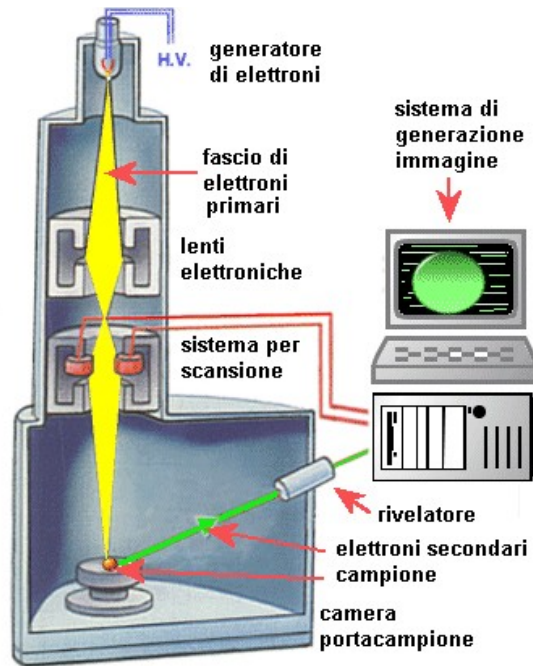 H.V.
generatore
di elettroni
sistema di
generazione
immagine
fascio di
elettroni
primari
lenti
elettroniche
sistema per
scansione
rivelatore
elettroni secondari
campione
camera
portacampione